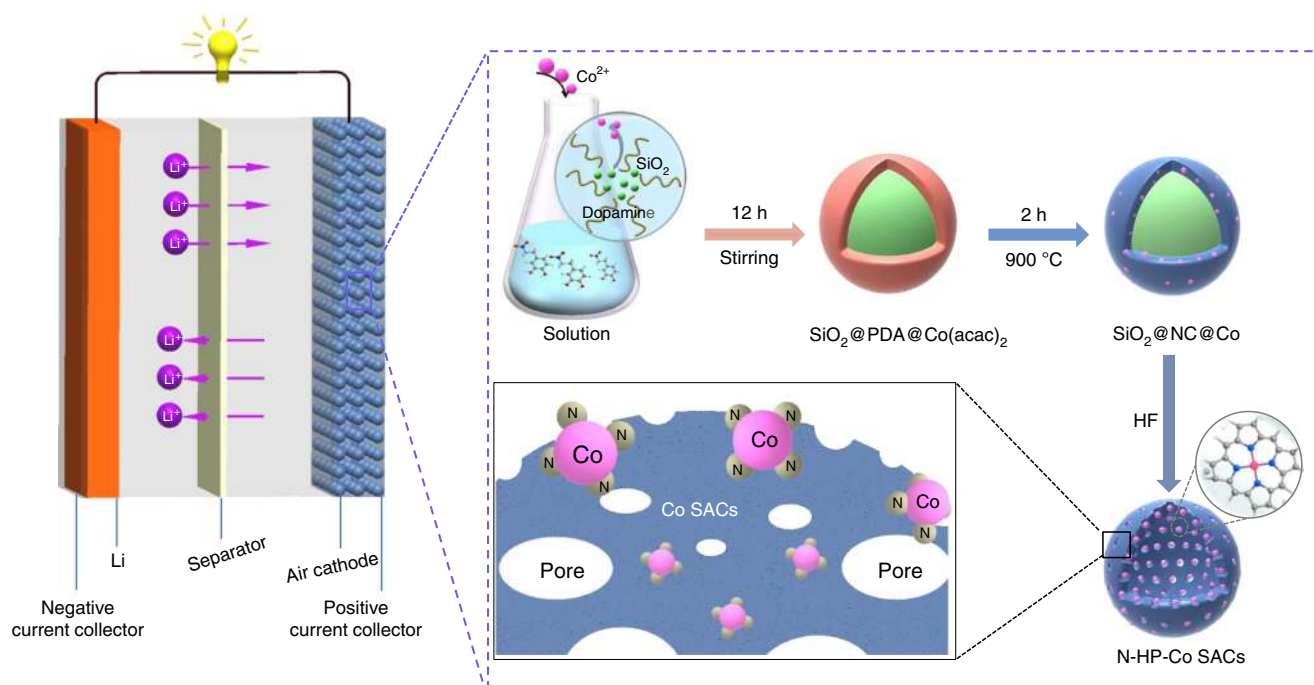 Li⁺
Li⁺
Li⁺
Li⁺
Li⁺
Li⁺
Li
Separator
Air cathode
Negative
current collector
Positive
current collector
Co²⁺
SiO₂
Dopamine
Solution
12 h
Stirring
SiO₂@PDA@Co(acac)₂
2 h
900 °C
SiO₂@NC@Co
HF
N-HP-Co SACs
N
N
N
N
Co
N
N
N
N
Co
N
N
Co
Co SACs
Pore
Pore